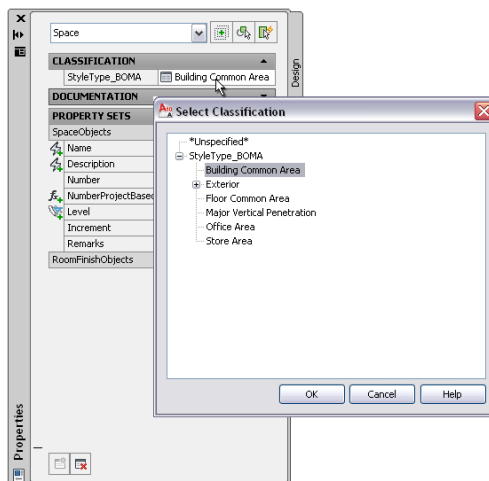 Space
CLASSIFICATION
StyleType_BOMA Building Common Area
DOCUMENTATION
PROPERTY SETS
SpaceObjects
Name
Description
Number
NumberProjectBased
Level
Increment
Remarks
RoomFinishObjects
Design
Properties
Select Classification
*Unspecified*
StyleType_BOMA
Building Common Area
Exterior
Floor Common Area
Major Vertical Penetration
Office Area
Store Area
OK Cancel Help